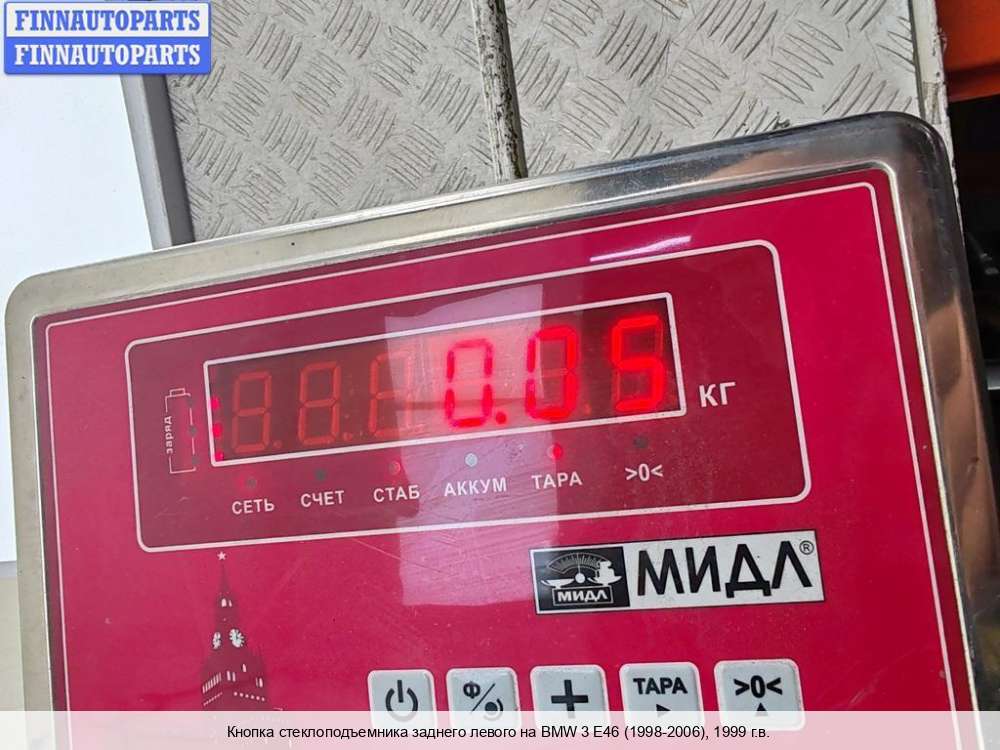 FINNAUTOPARTS
FINNAUTOPARTS
заряд
0.05 КГ
СЕТЬ СЧЕТ СТАБ АККУМ ТАРА >0<
МИДЛ МИДЛ®
Ф + ТАРА >0<
Кнопка стеклоподъемника заднего левого на BMW 3 E46 (1998-2006), 1999 г.в.